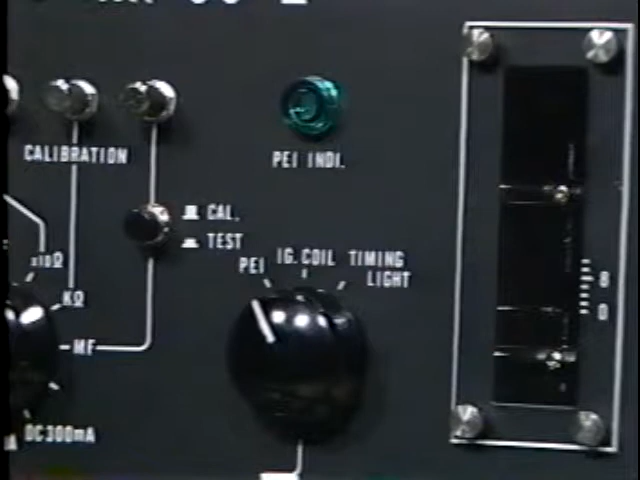 CALIBRATION
PEI INDI.
CAL.
TEST
x10Ω
KΩ
MF
DC300mA
PEI
IG. COIL
TIMING
LIGHT
8
0